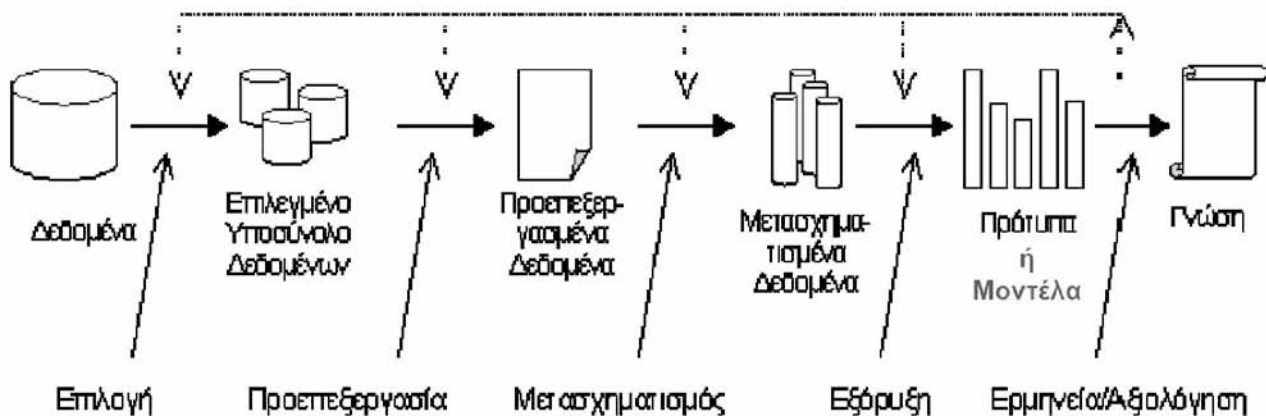 Δεδομένα
Επιλεγμένο
Υποσύνολο
Δεδομένων
Προεπεξερ-
γασμένα
Δεδομένα
Μετασχημα-
τισμένα
Δεδομένα
Πρότυπα
ή
Μοντέλα
Γνώση
Επιλογή
Προεπεξεργασία
Μετασχηματισμός
Εξόρυξη
Ερμηνεία/Αξιολόγηση